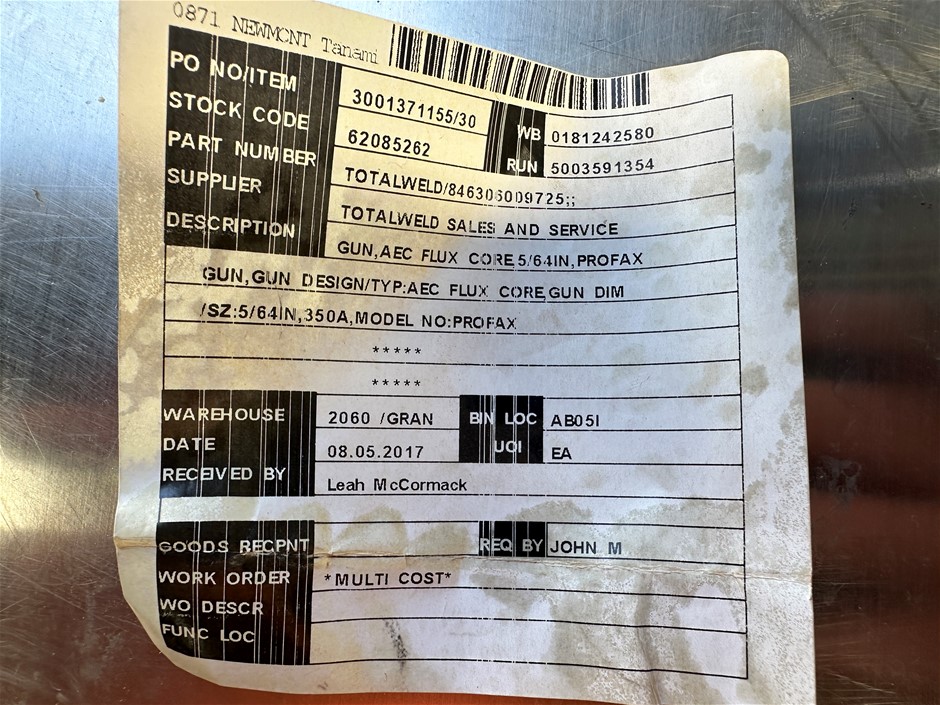 0871 NEWMONT Tanami
PO NO/ITEM 3001371155/30 WB 0181242580
STOCK CODE 62085262 RUN 5003591354
PART NUMBER TOTALWELD/846306009725;;
SUPPLIER TOTALWELD SALES AND SERVICE
DESCRIPTION GUN,AEC FLUX CORE 5/64IN,PROFAX
GUN,GUN DESIGN/TYP:AEC FLUX CORE,GUN DIM
/SZ:5/64IN,350A,MODEL NO:PROFAX
*****
*****
WAREHOUSE 2060 /GRAN BIN LOC AB05I
DATE 08.05.2017 UOI EA
RECEIVED BY Leah McCormack
GOODS RECPNT REQ BY JOHN M
WORK ORDER *MULTI COST*
WO DESCR
FUNC LOC